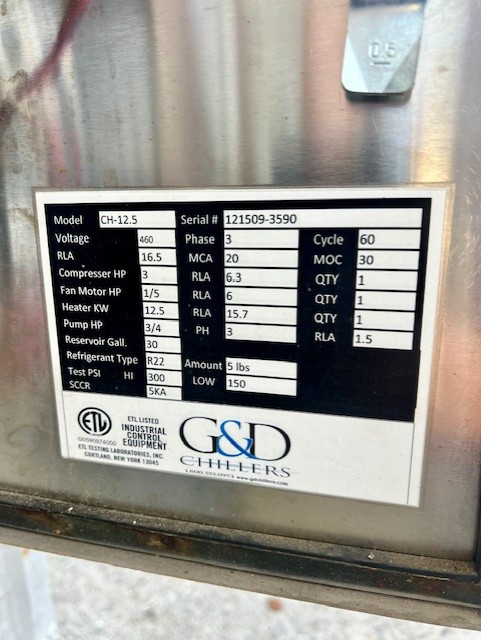 05
Model CH-12.5 Serial # 121509-3590
Voltage 460 Phase 3 Cycle 60
RLA 16.5 MCA 20 MOC 30
Compresser HP 3 RLA 6.3 QTY 1
Fan Motor HP 1/5 RLA 6 QTY 1
Heater KW 12.5 RLA 15.7 QTY 1
Pump HP 3/4 PH 3 RLA 1.5
Reservoir Gall. 30
Refrigerant Type R22 Amount 5 lbs
Test PSI HI 300 LOW 150
SCCR 5KA
ETL
ETL LISTED
INDUSTRIAL
CONTROL
EQUIPMENT
ETL TESTING LABORATORIES, INC.
CORTLAND, NEW YORK 13045
G&D
CHILLERS
www.gdchillers.com